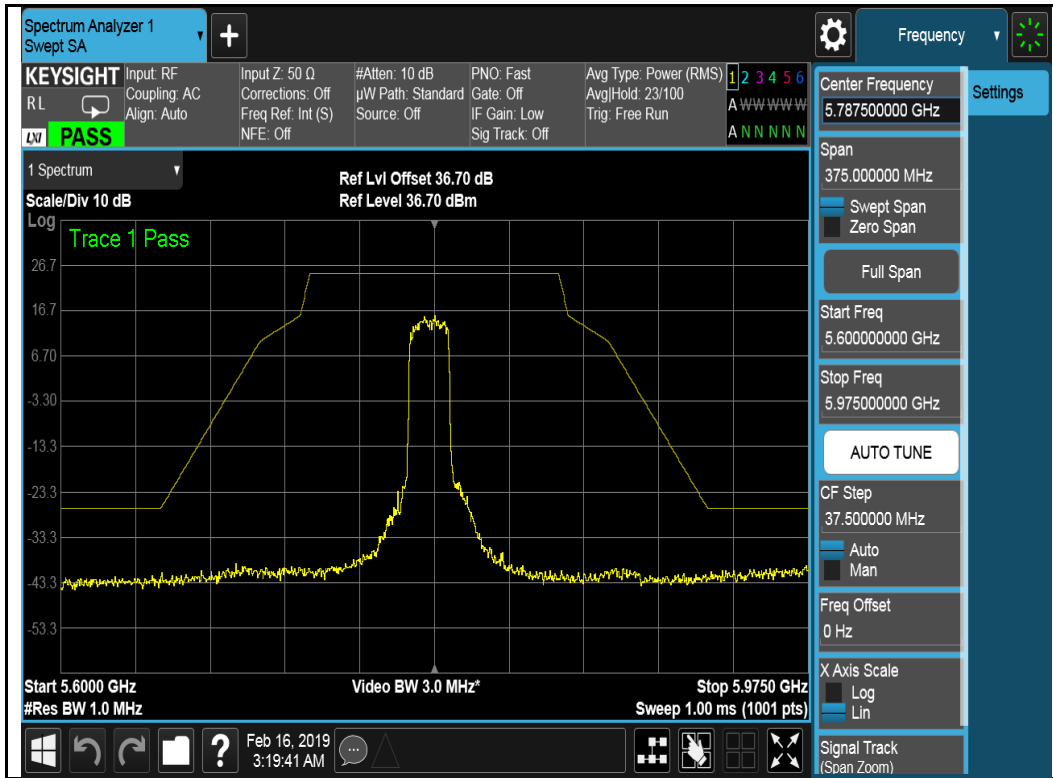 Spectrum Analyzer 1
Swept SA
+
Frequency
KEYSIGHT
R L
LXI
PASS
Input: RF
Coupling: AC
Align: Auto
Input Z: 50 Ω
Corrections: Off
Freq Ref: Int (S)
NFE: Off
#Atten: 10 dB
µW Path: Standard
Source: Off
PNO: Fast
Gate: Off
IF Gain: Low
Sig Track: Off
Avg Type: Power (RMS)
Avg|Hold: 23/100
Trig: Free Run
1 2 3 4 5 6
A W W W W W
A N N N N N
1 Spectrum
Scale/Div 10 dB
Ref Lvl Offset 36.70 dB
Ref Level 36.70 dBm
Log
Trace 1 Pass
26.7
16.7
6.70
-3.30
-13.3
-23.3
-33.3
-43.3
-53.3
Start 5.6000 GHz
#Res BW 1.0 MHz
Video BW 3.0 MHz*
Stop 5.9750 GHz
Sweep 1.00 ms (1001 pts)
Center Frequency
5.787500000 GHz
Settings
Span
375.000000 MHz
Swept Span
Zero Span
Full Span
Start Freq
5.600000000 GHz
Stop Freq
5.975000000 GHz
AUTO TUNE
CF Step
37.500000 MHz
Auto
Man
Freq Offset
0 Hz
X Axis Scale
Log
Lin
Signal Track
(Span Zoom)
?
Feb 16, 2019
3:19:41 AM